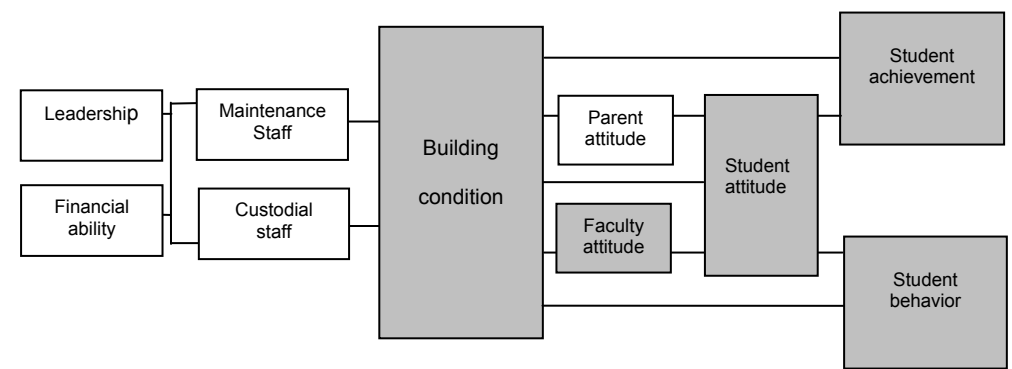 Leadership
Financial
ability
Maintenance
Staff
Custodial
staff
Building
condition
Parent
attitude
Faculty
attitude
Student
attitude
Student
achievement
Student
behavior